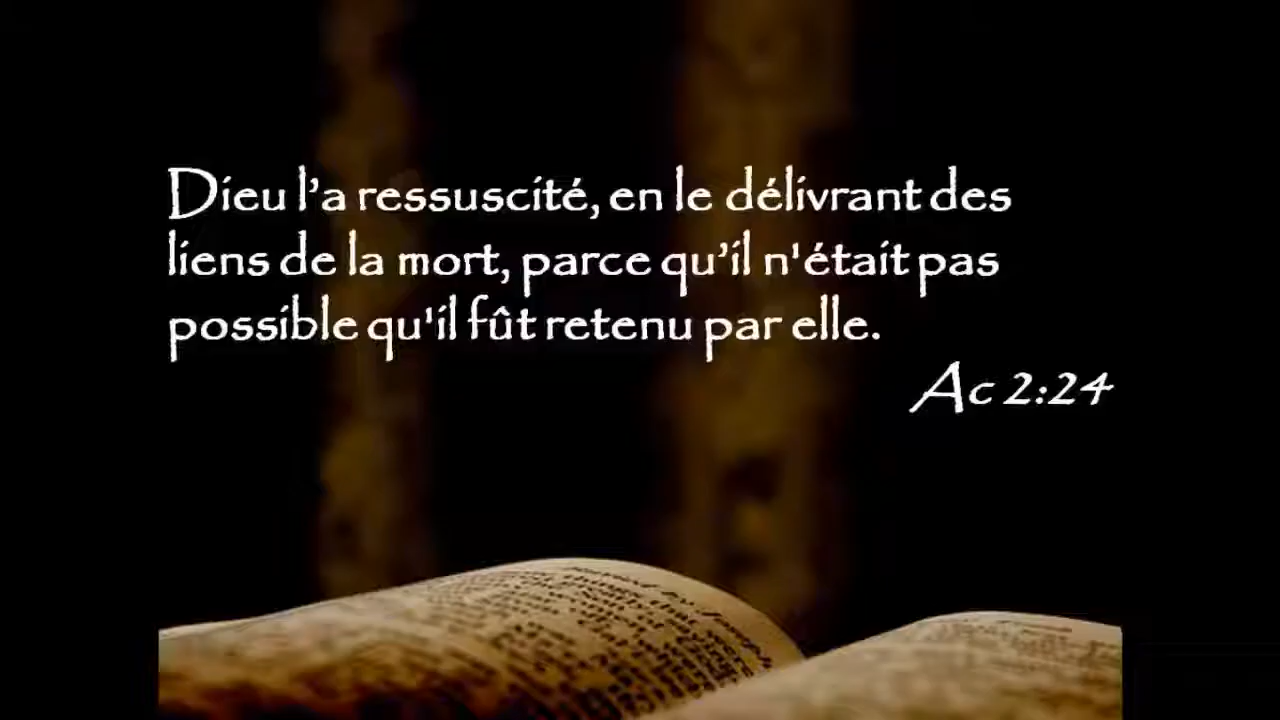 Dieu l’a ressuscité, en le délivrant des
liens de la mort, parce qu’il n'était pas
possible qu'il fût retenu par elle.
Ac 2:24